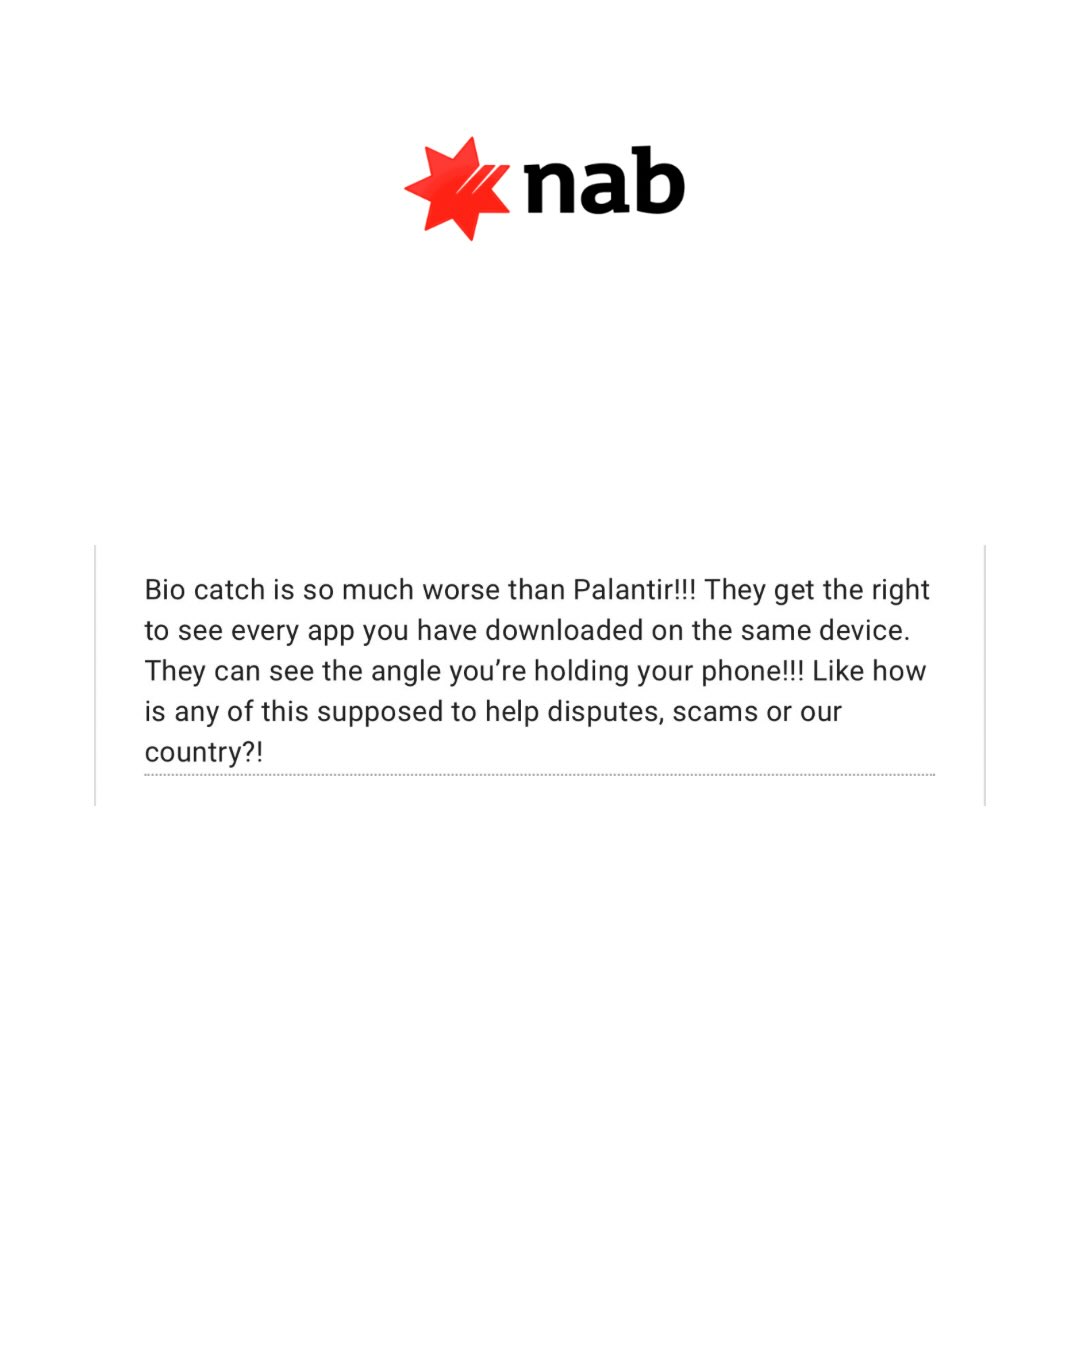 nab
Bio catch is so much worse than Palantir!!! They get the right
to see every app you have downloaded on the same device.
They can see the angle you’re holding your phone!!! Like how
is any of this supposed to help disputes, scams or our
country?!